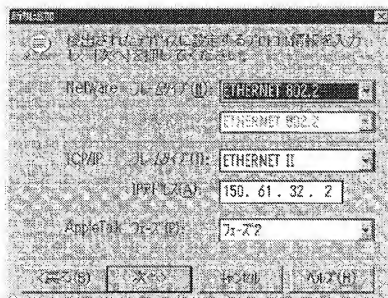 検出されたデバイスに設定するプロトコル情報を入力
し、[次へ]を押してください。
NetWare フレームタイプ(N): ETHERNET 802.2
ETHERNET 802.2
TCP/IP フレームタイプ(T): ETHERNET II
IPアドレス(A): 150. 61. 32. 2
AppleTalk フェーズ(P): フェーズ2
<戻る(B) 次へ> キャンセル ヘルプ(H)